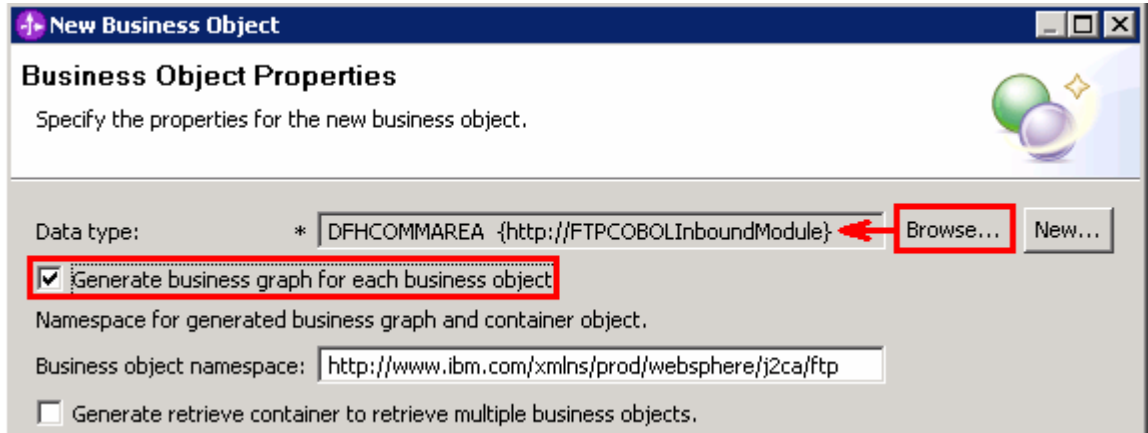 New Business Object
Business Object Properties
Specify the properties for the new business object.
Data type: * DFHCOMMAREA {http://FTPCOBOLInboundModule} Browse... New...
Generate business graph for each business object
Namespace for generated business graph and container object.
Business object namespace: http://www.ibm.com/xmlns/prod/websphere/j2ca/ftp
Generate retrieve container to retrieve multiple business objects.